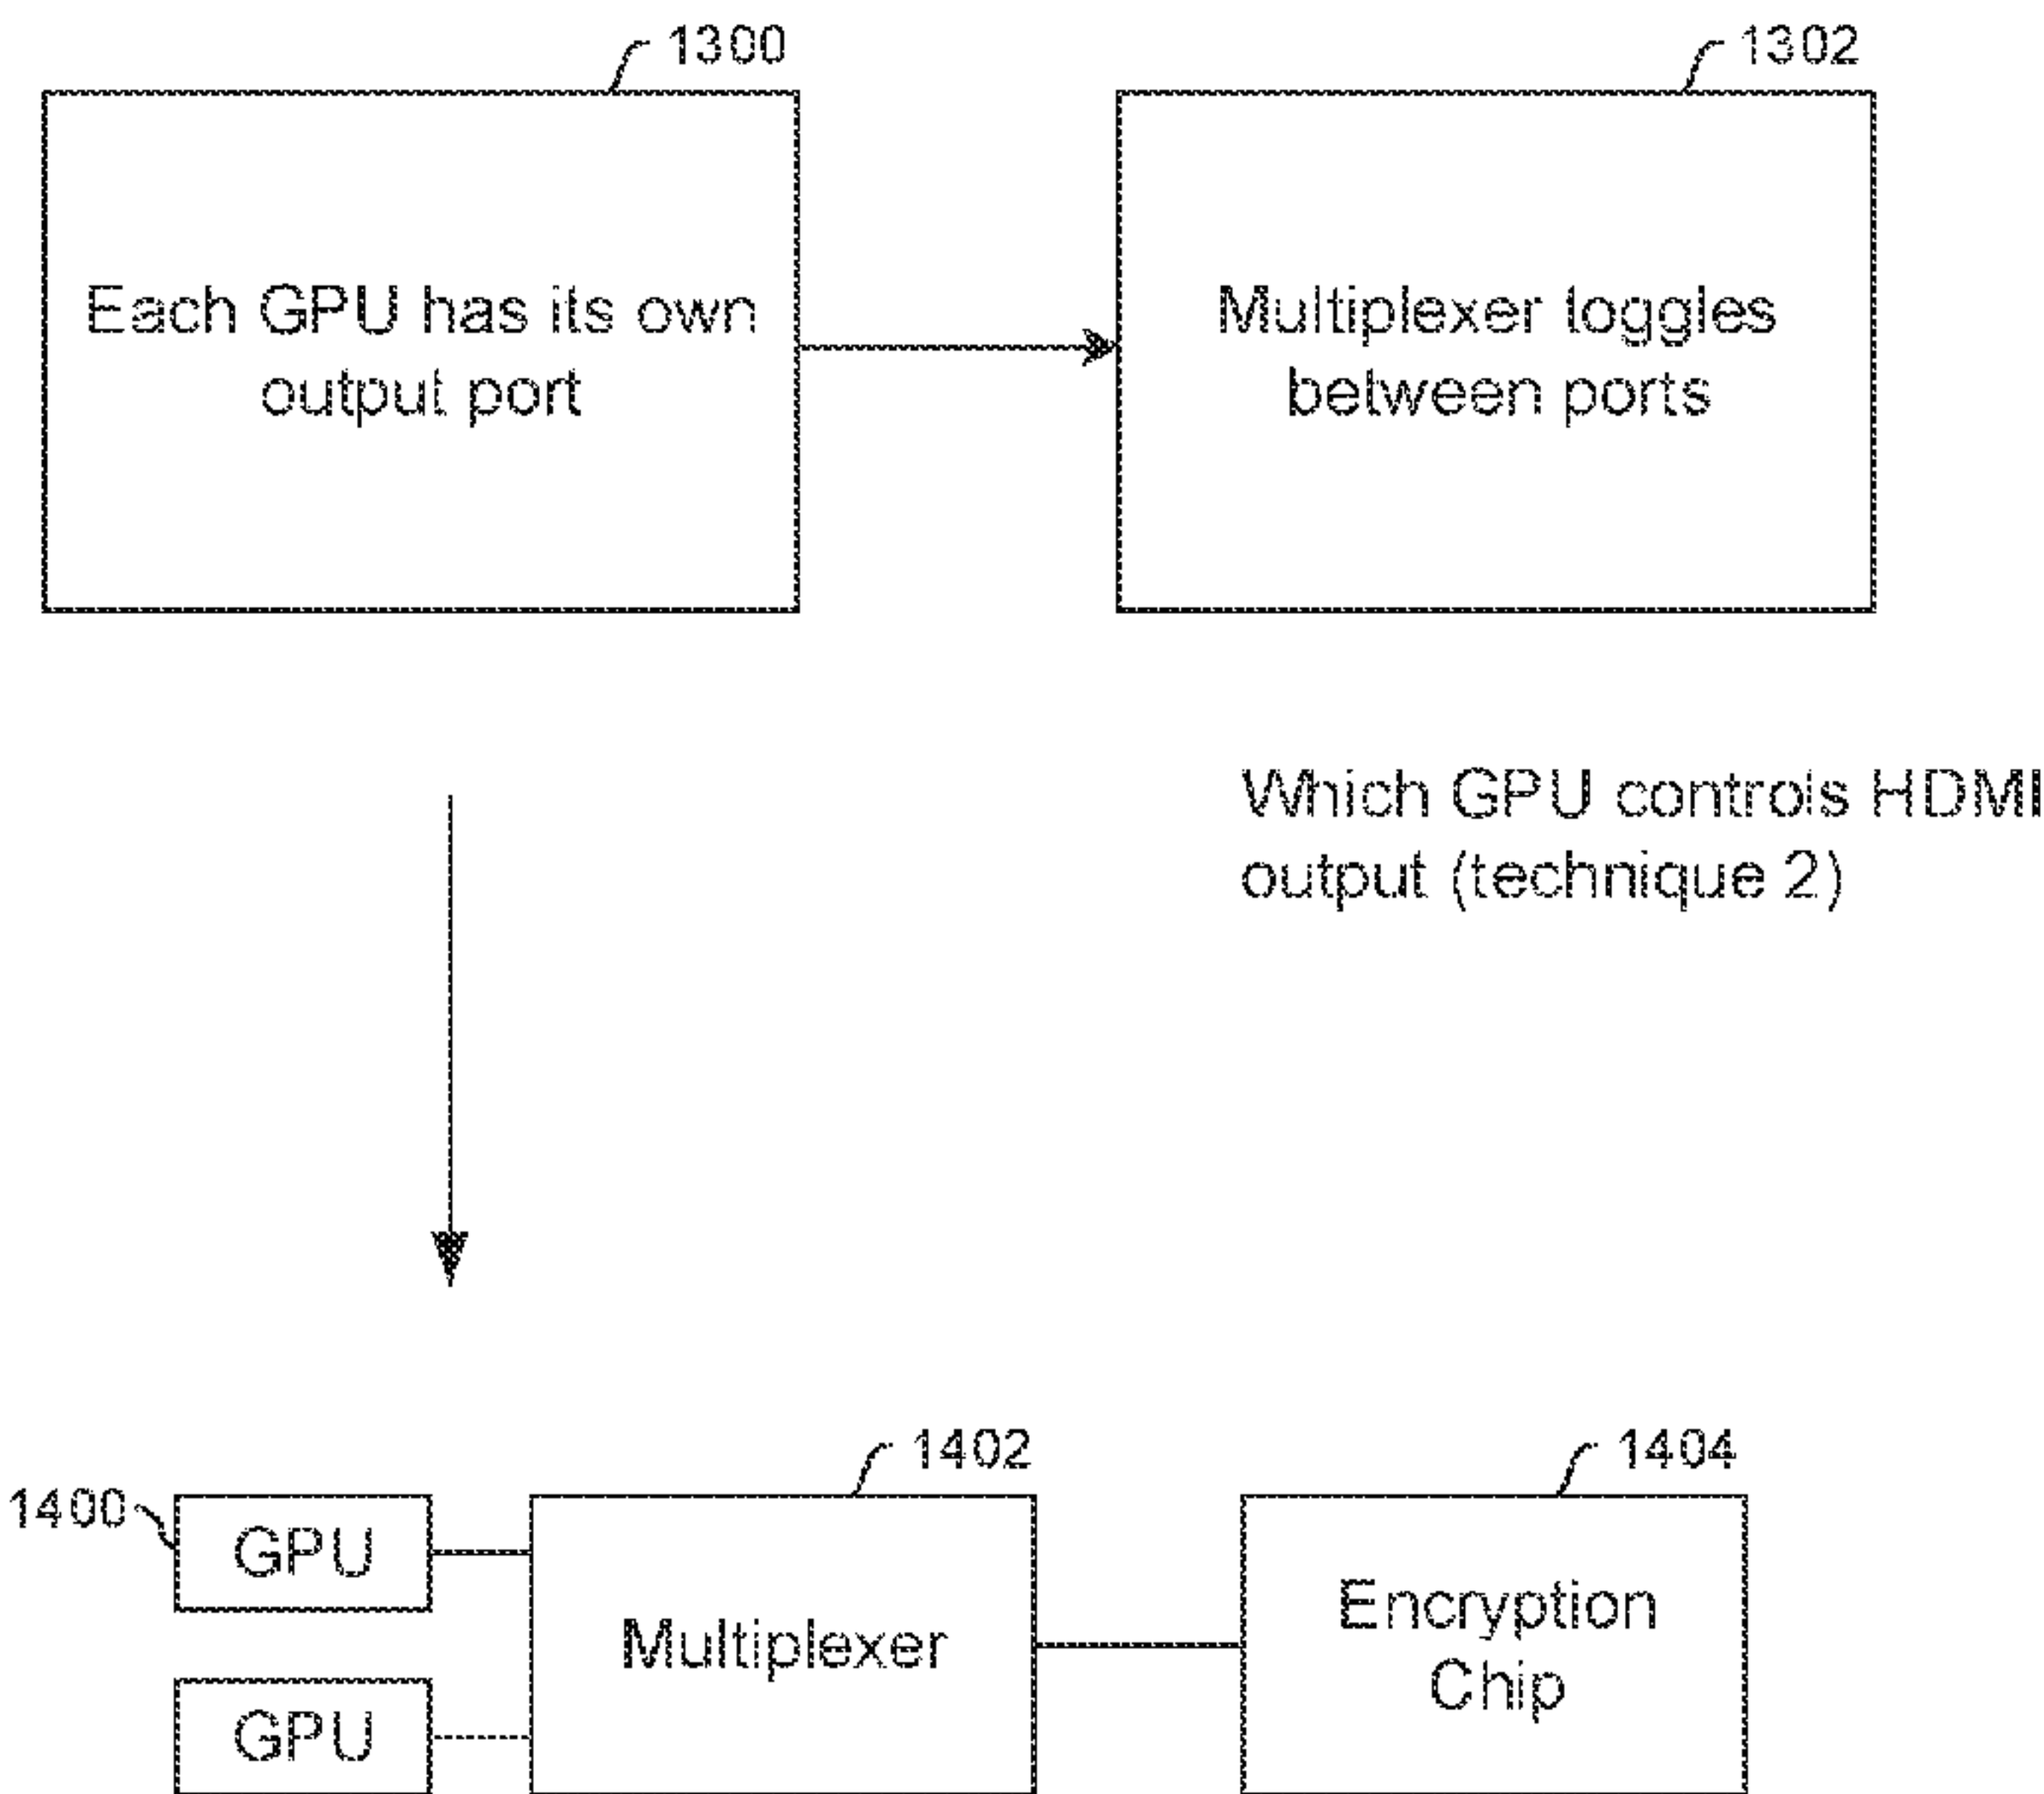 1300
1302
Each GPU has its own
output port
Multiplexer toggles
between ports
Which GPU controls HDMI
output (technique 2)
1402
1404
1400
GPU
Multiplexer
Encryption
Chip
GPU